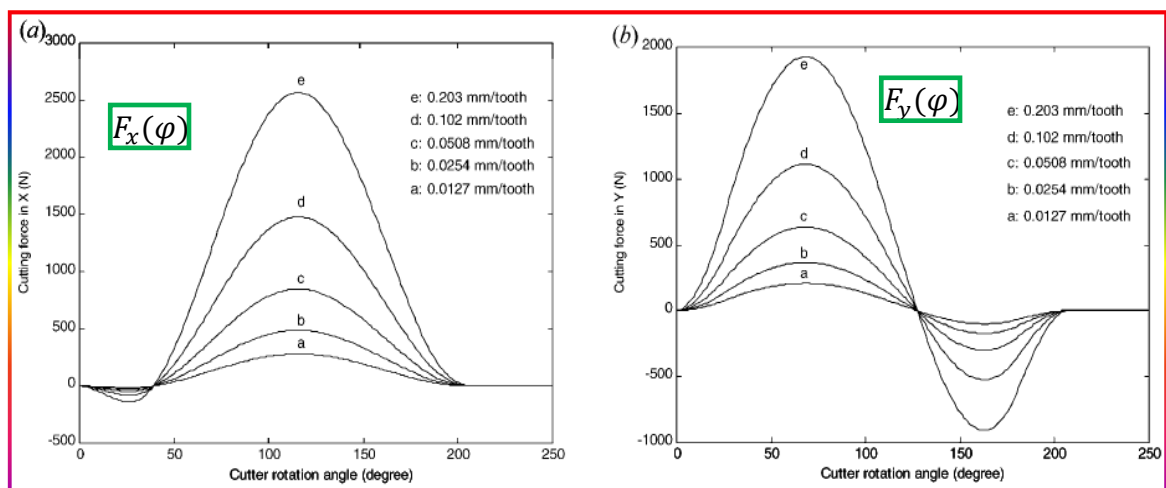 (a)
3000
2500
2000
1500
1000
500
0
-500
Cutting force in X (N)
F_x(φ)
e
d
c
b
a
e: 0.203 mm/tooth
d: 0.102 mm/tooth
c: 0.0508 mm/tooth
b: 0.0254 mm/tooth
a: 0.0127 mm/tooth
0 50 100 150 200 250
Cutter rotation angle (degree)
(b)
2000
1500
1000
500
0
-500
-1000
Cutting force in Y (N)
F_y(φ)
e
d
c
b
a
e: 0.203 mm/tooth
d: 0.102 mm/tooth
c: 0.0508 mm/tooth
b: 0.0254 mm/tooth
a: 0.0127 mm/tooth
0 50 100 150 200 250
Cutter rotation angle (degree)